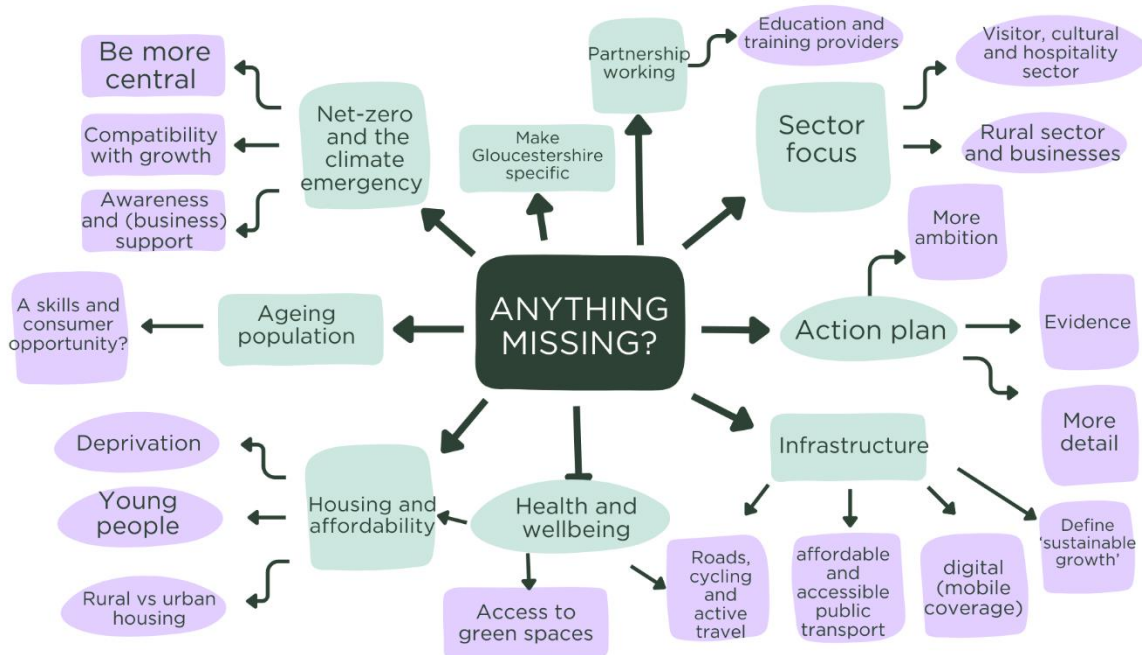 Be more
central
Compatibility
with growth
Awareness
and (business)
support
Net-zero
and the
climate
emergency
Make
Gloucestershire
specific
Partnership
working
Education and
training providers
Sector
focus
Visitor, cultural
and hospitality
sector
Rural sector
and businesses
ANYTHING
MISSING?
Ageing
population
A skills and
consumer
opportunity?
Action plan
More
ambition
Evidence
More
detail
Infrastructure
Roads,
cycling
and
active
travel
affordable
and
accessible
public
transport
digital
(mobile
coverage)
Define
‘sustainable
growth’
Health and
wellbeing
Access to
green spaces
Housing and
affordability
Deprivation
Young
people
Rural vs urban
housing